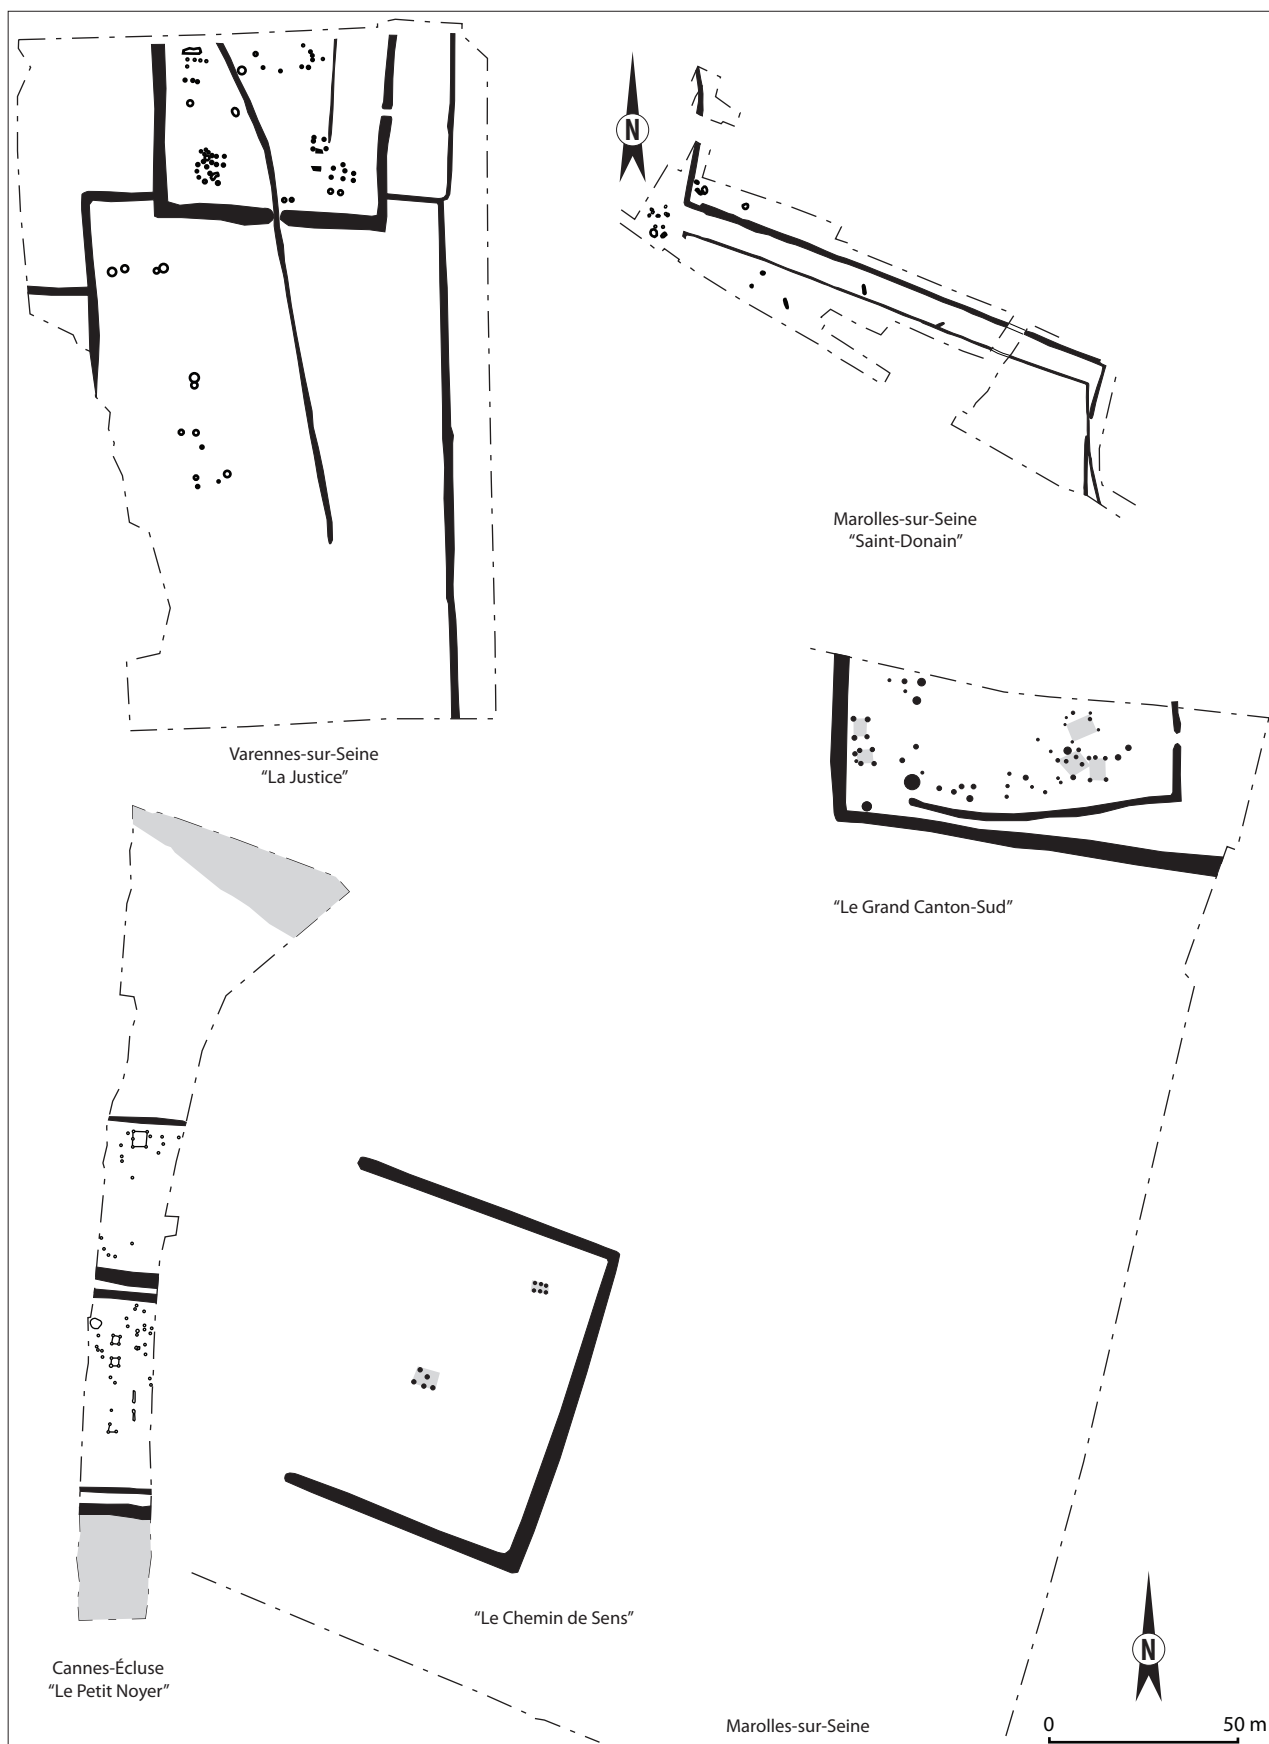 N
Marolles-sur-Seine
“Saint-Donain”
Varennes-sur-Seine
“La Justice”
“Le Grand Canton-Sud”
“Le Chemin de Sens”
Cannes-Écluse
“Le Petit Noyer”
N
Marolles-sur-Seine
0 50 m